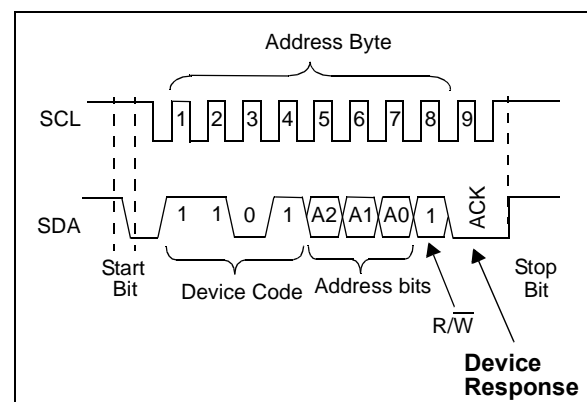 Address Byte
SCL 1 2 3 4 5 6 7 8 9
SDA 1 1 0 1 A2 A1 A0 1 ACK
Start Bit
Device Code
Address bits
R/W̅
Stop Bit
Device
Response